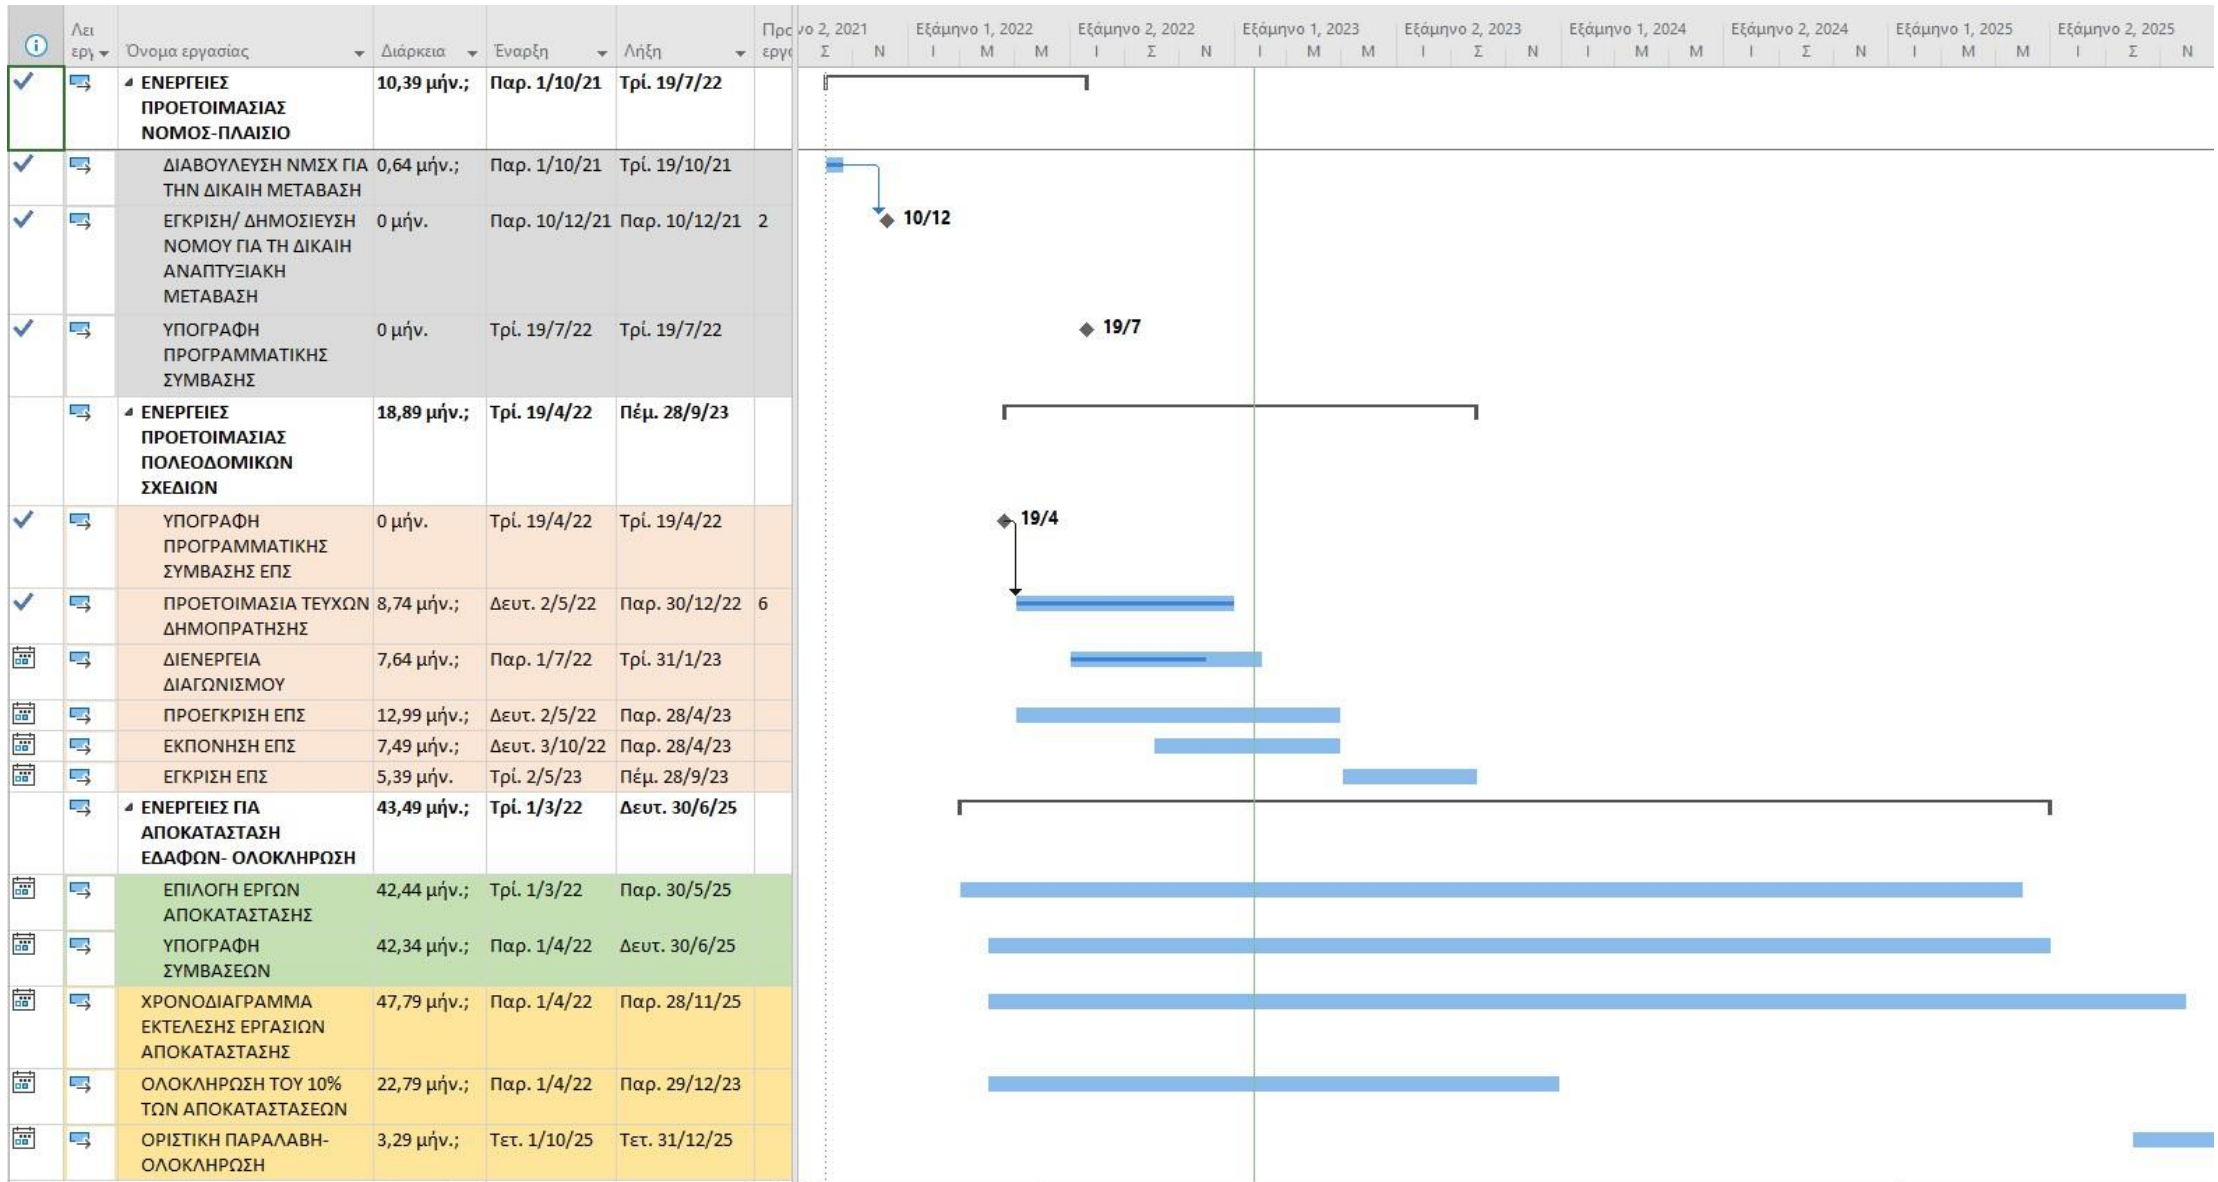 Λει Προ νο 2, 2021 Εξάμηνο 1, 2022 Εξάμηνο 2, 2022 Εξάμηνο 1, 2023 Εξάμηνο 2, 2023 Εξάμηνο 1, 2024 Εξάμηνο 2, 2024 Εξάμηνο 1, 2025 Εξάμηνο 2, 2025
εργ Όνομα εργασίας Διάρκεια Έναρξη Λήξη εργα Σ Ν Ι Μ Μ Ι Σ Ν Ι Μ Μ Ι Σ Ν Ι Μ Μ Ι Σ Ν Ι Μ Μ Ι Σ Ν
ΕΝΕΡΓΕΙΕΣ 10,39 μήν.; Παρ. 1/10/21 Τρί. 19/7/22
ΠΡΟΕΤΟΙΜΑΣΙΑΣ
ΝΟΜΟΣ-ΠΛΑΙΣΙΟ
ΔΙΑΒΟΥΛΕΥΣΗ ΝΜΣΧ ΓΙΑ 0,64 μήν.; Παρ. 1/10/21 Τρί. 19/10/21
ΤΗΝ ΔΙΚΑΙΗ ΜΕΤΑΒΑΣΗ
ΕΓΚΡΙΣΗ/ ΔΗΜΟΣΙΕΥΣΗ 0 μήν. Παρ. 10/12/21 Παρ. 10/12/21 2 10/12
ΝΟΜΟΥ ΓΙΑ ΤΗ ΔΙΚΑΙΗ
ΑΝΑΠΤΥΞΙΑΚΗ
ΜΕΤΑΒΑΣΗ
ΥΠΟΓΡΑΦΗ 0 μήν. Τρί. 19/7/22 Τρί. 19/7/22 19/7
ΠΡΟΓΡΑΜΜΑΤΙΚΗΣ
ΣΥΜΒΑΣΗΣ
ΕΝΕΡΓΕΙΕΣ 18,89 μήν.; Τρί. 19/4/22 Πέμ. 28/9/23
ΠΡΟΕΤΟΙΜΑΣΙΑΣ
ΠΟΛΕΟΔΟΜΙΚΩΝ
ΣΧΕΔΙΩΝ
ΥΠΟΓΡΑΦΗ 0 μήν. Τρί. 19/4/22 Τρί. 19/4/22 19/4
ΠΡΟΓΡΑΜΜΑΤΙΚΗΣ
ΣΥΜΒΑΣΗΣ ΕΠΣ
ΠΡΟΕΤΟΙΜΑΣΙΑ ΤΕΥΧΩΝ 8,74 μήν.; Δευτ. 2/5/22 Παρ. 30/12/22 6
ΔΗΜΟΠΡΑΤΗΣΗΣ
ΔΙΕΝΕΡΓΕΙΑ 7,64 μήν.; Παρ. 1/7/22 Τρί. 31/1/23
ΔΙΑΓΩΝΙΣΜΟΥ
ΠΡΟΕΓΚΡΙΣΗ ΕΠΣ 12,99 μήν.; Δευτ. 2/5/22 Παρ. 28/4/23
ΕΚΠΟΝΗΣΗ ΕΠΣ 7,49 μήν.; Δευτ. 3/10/22 Παρ. 28/4/23
ΕΓΚΡΙΣΗ ΕΠΣ 5,39 μήν. Τρί. 2/5/23 Πέμ. 28/9/23
ΕΝΕΡΓΕΙΕΣ ΓΙΑ 43,49 μήν.; Τρί. 1/3/22 Δευτ. 30/6/25
ΑΠΟΚΑΤΑΣΤΑΣΗ
ΕΔΑΦΩΝ- ΟΛΟΚΛΗΡΩΣΗ
ΕΠΙΛΟΓΗ ΕΡΓΩΝ 42,44 μήν.; Τρί. 1/3/22 Παρ. 30/5/25
ΑΠΟΚΑΤΑΣΤΑΣΗΣ
ΥΠΟΓΡΑΦΗ 42,34 μήν.; Παρ. 1/4/22 Δευτ. 30/6/25
ΣΥΜΒΑΣΕΩΝ
ΧΡΟΝΟΔΙΑΓΡΑΜΜΑ 47,79 μήν.; Παρ. 1/4/22 Παρ. 28/11/25
ΕΚΤΕΛΕΣΗΣ ΕΡΓΑΣΙΩΝ
ΑΠΟΚΑΤΑΣΤΑΣΗΣ
ΟΛΟΚΛΗΡΩΣΗ ΤΟΥ 10% 22,79 μήν.; Παρ. 1/4/22 Παρ. 29/12/23
ΤΩΝ ΑΠΟΚΑΤΑΣΤΑΣΕΩΝ
ΟΡΙΣΤΙΚΗ ΠΑΡΑΛΑΒΗ- 3,29 μήν.; Τετ. 1/10/25 Τετ. 31/12/25
ΟΛΟΚΛΗΡΩΣΗ